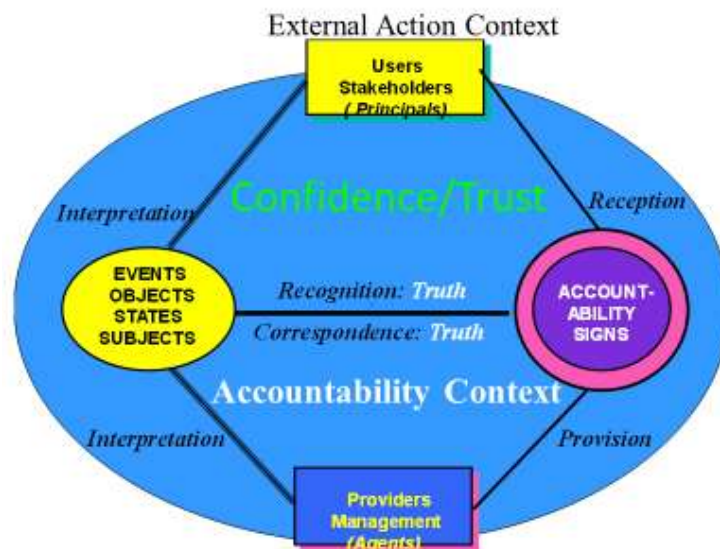 External Action Context
Users
Stakeholders
( Principals)
Confidence/Trust
Interpretation
Reception
EVENTS
OBJECTS
STATES
SUBJECTS
Recognition: Truth
Correspondence: Truth
ACCOUNT-
ABILITY
SIGNS
Accountability Context
Interpretation
Provision
Providers
Management
(Agents)